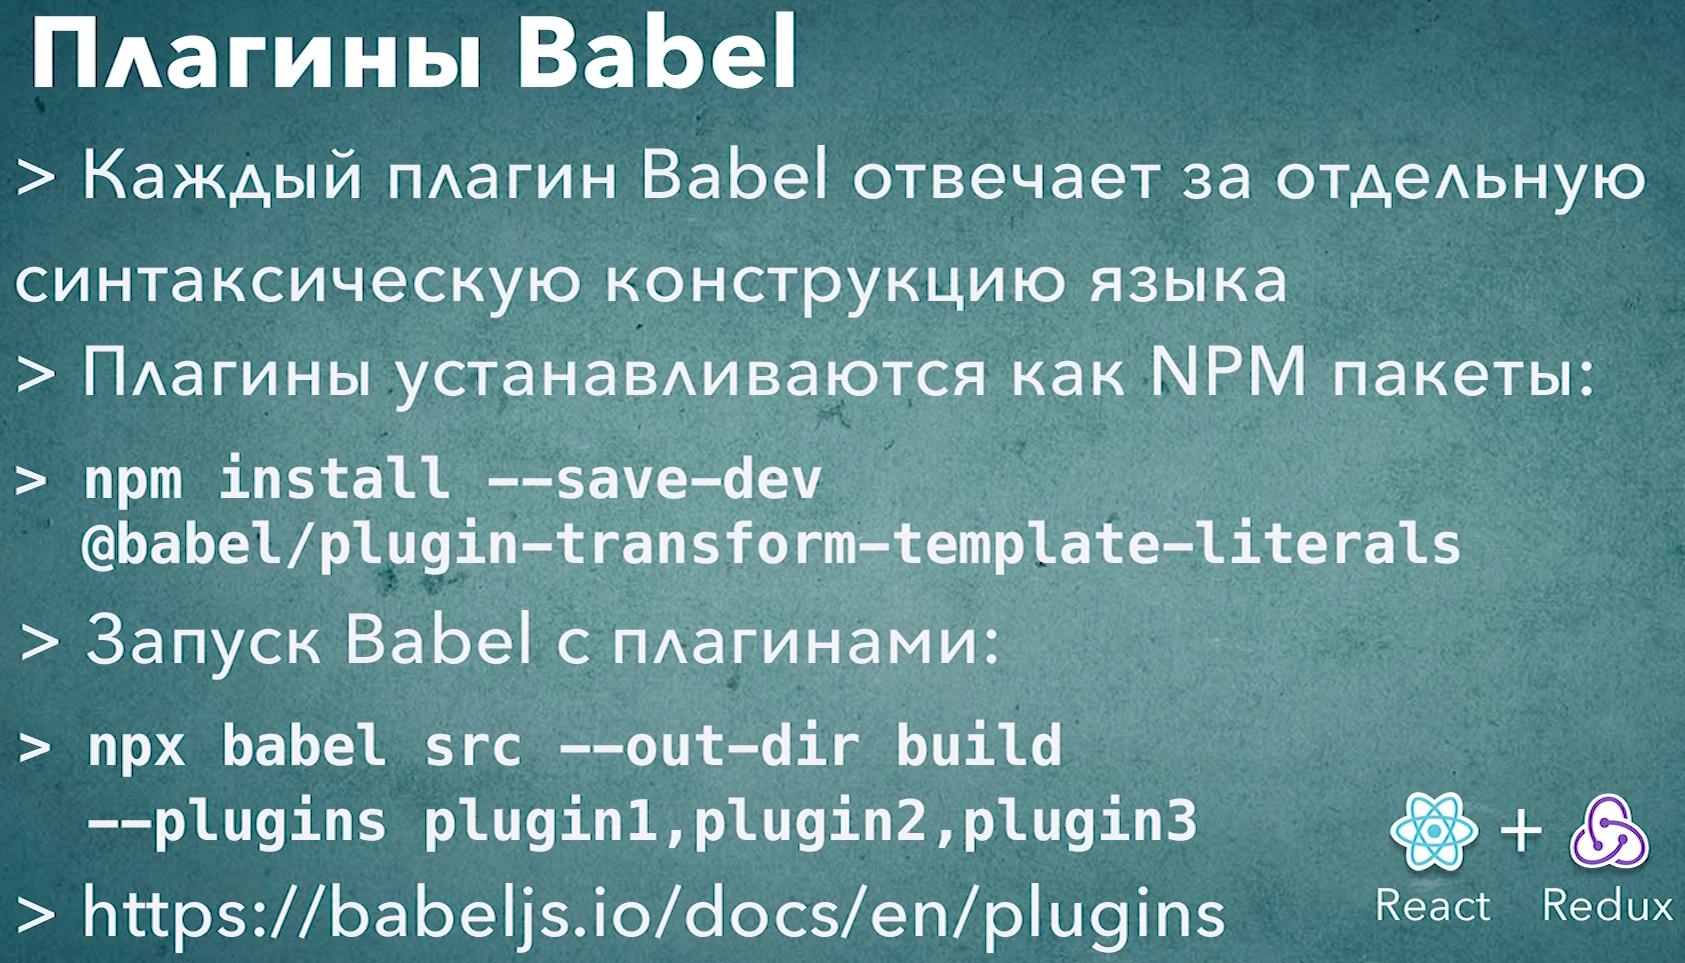 Плагины Babel
> Каждый плагин Babel отвечает за отдельную
синтаксическую конструкцию языка
> Плагины устанавливаются как NPM пакеты:
> npm install --save-dev
@babel/plugin-transform-template-literals
> Запуск Babel с плагинами:
> npx babel src --out-dir build
--plugins plugin1,plugin2,plugin3
> https://babeljs.io/docs/en/plugins
+
React Redux